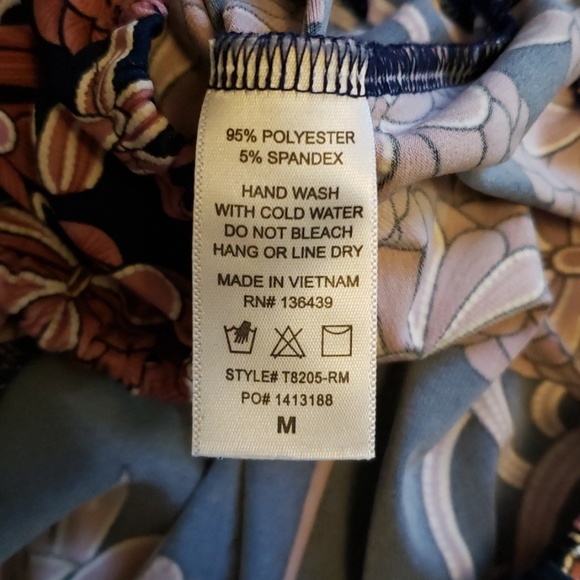 95% POLYESTER
5% SPANDEX
HAND WASH
WITH COLD WATER
DO NOT BLEACH
HANG OR LINE DRY
MADE IN VIETNAM
RN# 136439
STYLE# T8205-RM
PO# 1413188
M